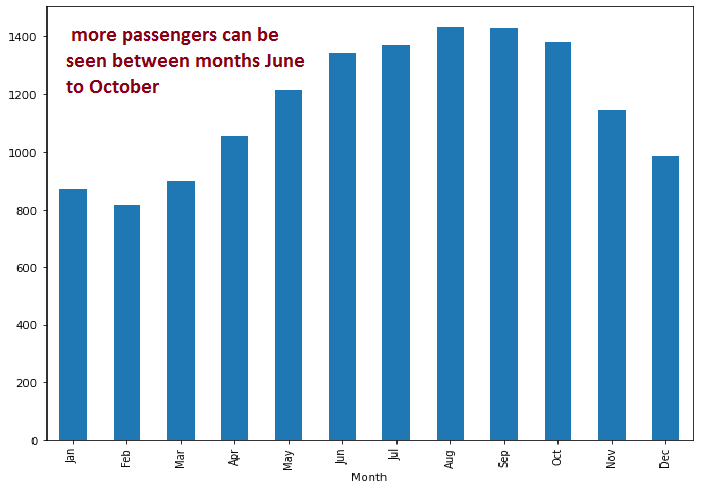 more passengers can be
seen between months June
to October
1400
1200
1000
800
600
400
200
0
Jan
Feb
Mar
Apr
May
Jun
Jul
Aug
Sep
Oct
Nov
Dec
Month